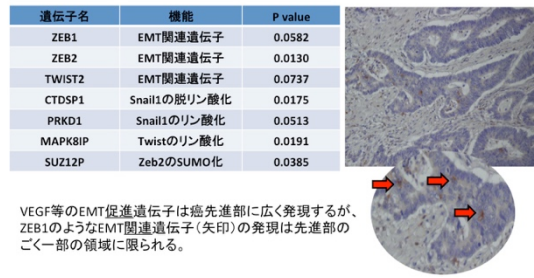 遺伝子名 機能 P value
ZEB1 EMT関連遺伝子 0.0582
ZEB2 EMT関連遺伝子 0.0130
TWIST2 EMT関連遺伝子 0.0737
CTDSP1 Snail1の脱リン酸化 0.0175
PRKD1 Snail1のリン酸化 0.0513
MAPK8IP Twistのリン酸化 0.0191
SUZ12P Zeb2のSUMO化 0.0385
VEGF等のEMT促進遺伝子は癌先進部に広く発現するが、
ZEB1のようなEMT関連遺伝子(矢印)の発現は先進部の
ごく一部の領域に限られる。